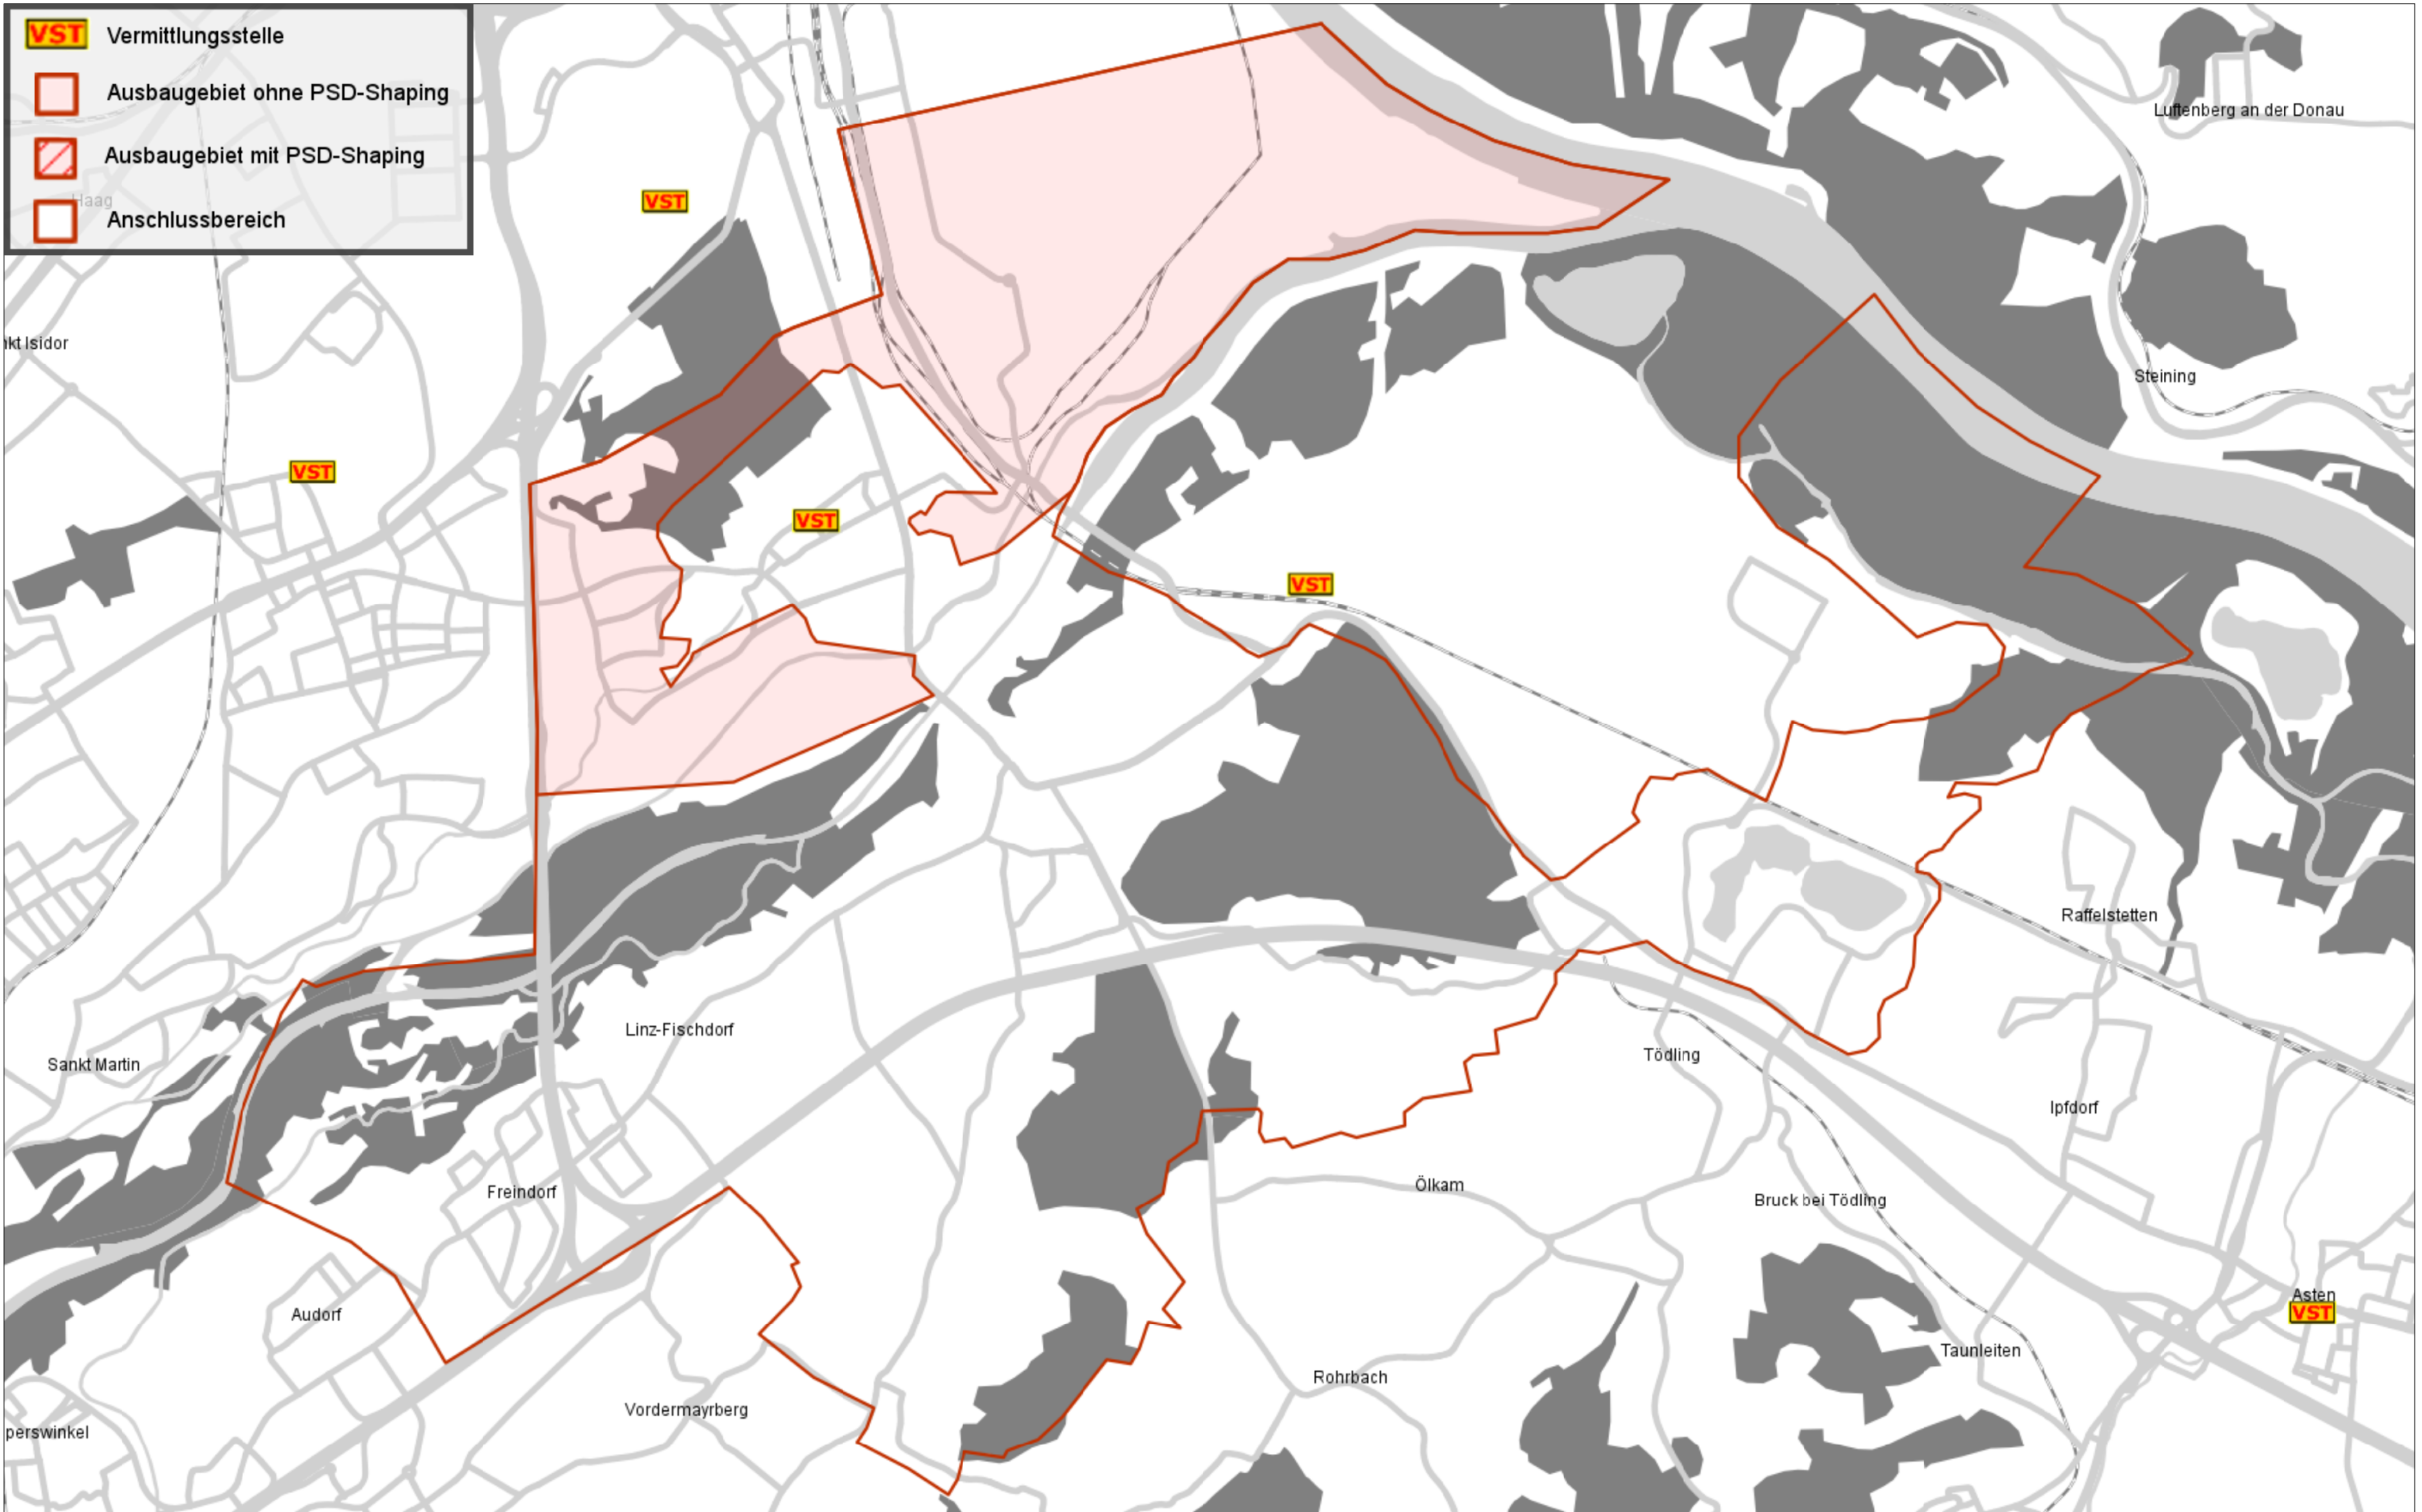 VST Vermittlungsstelle
Ausbaugebiet ohne PSD-Shaping
Ausbaugebiet mit PSD-Shaping
Haag
Anschlussbereich
Luftenberg an der Donau
VST
nkt Isidor
Steining
VST
VST
VST
Raffelstetten
Linz-Fischdorf
Sankt Martin
Tödling
Ipfdorf
Ölkam
Freindorf
Bruck bei Tödling
Asten
VST
Audorf
Taunleiten
Rohrbach
Vordermayrberg
perswinkel